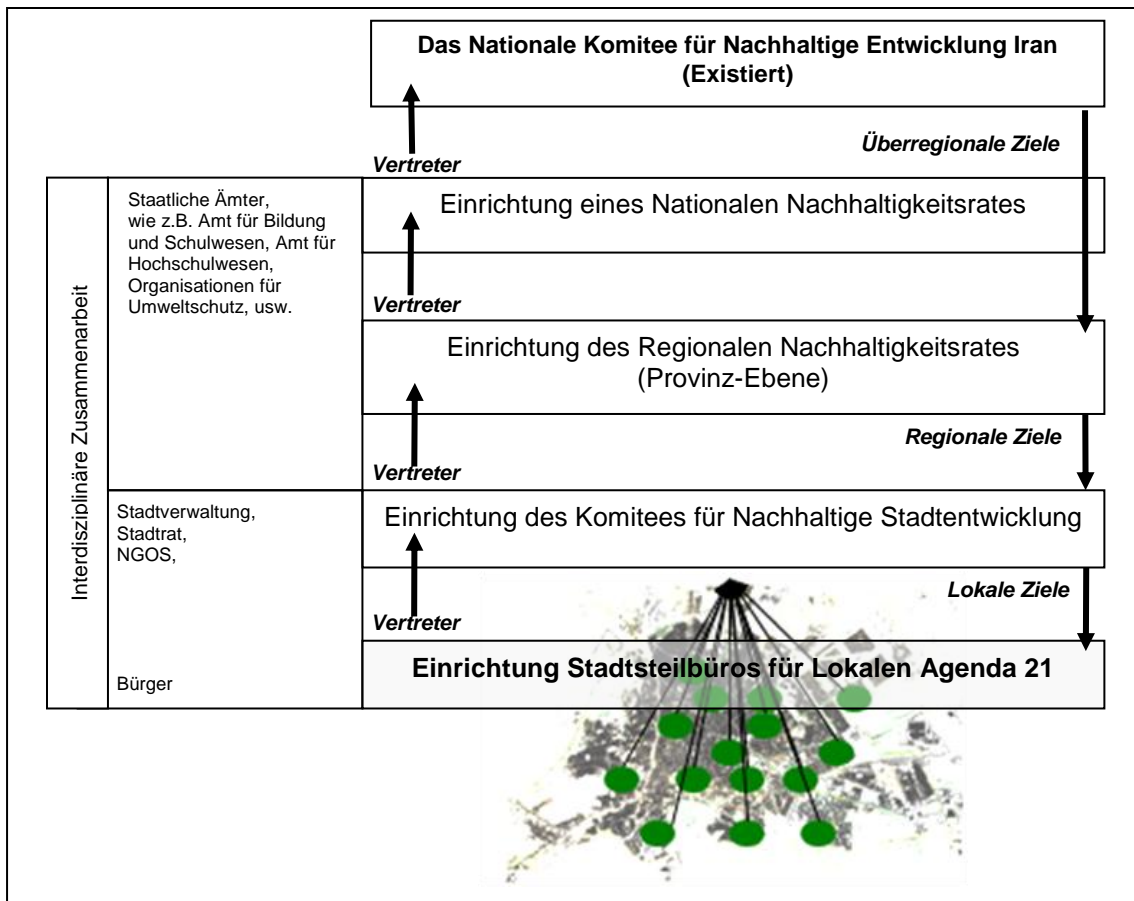 Das Nationale Komitee für Nachhaltige Entwicklung Iran
(Existiert)
Überregionale Ziele
Vertreter
Interdisziplinäre Zusammenarbeit
Staatliche Ämter,
wie z.B. Amt für Bildung
und Schulwesen, Amt für
Hochschulwesen,
Organisationen für
Umweltschutz, usw.
Einrichtung eines Nationalen Nachhaltigkeitsrates
Vertreter
Einrichtung des Regionalen Nachhaltigkeitsrates
(Provinz-Ebene)
Regionale Ziele
Vertreter
Stadtverwaltung,
Stadtrat,
NGOS,
Einrichtung des Komitees für Nachhaltige Stadtentwicklung
Lokale Ziele
Vertreter
Bürger
Einrichtung Stadtsteilbüros für Lokalen Agenda 21